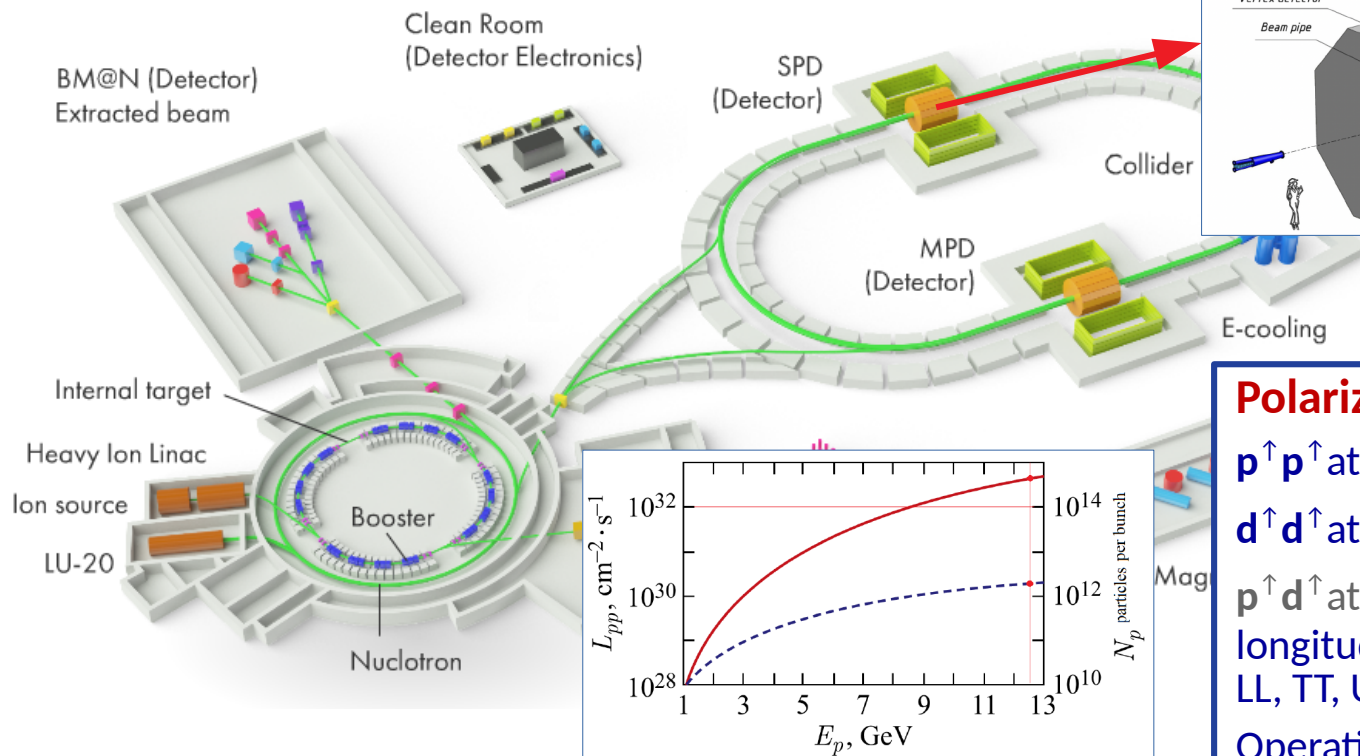 Clean Room
(Detector Electronics)
BM@N (Detector)
Extracted beam
SPD
(Detector)
Beam pipe
Collider
MPD
(Detector)
E-cooling
Internal target
Heavy Ion Linac
Ion source
LU-20
Booster
Nuclotron
L_pp, cm⁻²·s⁻¹
10³²
10³⁰
10²⁸
10¹⁴
10¹²
10¹⁰
N_p particles per bunch
1 3 5 7 9 11 13
E_p, GeV
p↑p↑at
d↑d↑at
p↑d↑at
LL, TT,